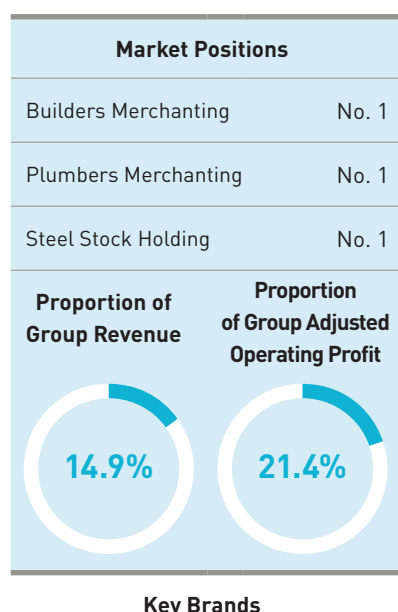 Market Positions
Builders Merchanting No. 1
Plumbers Merchanting No. 1
Steel Stock Holding No. 1
Proportion of
Group Revenue
Proportion
of Group Adjusted
Operating Profit
14.9%
21.4%
Key Brands